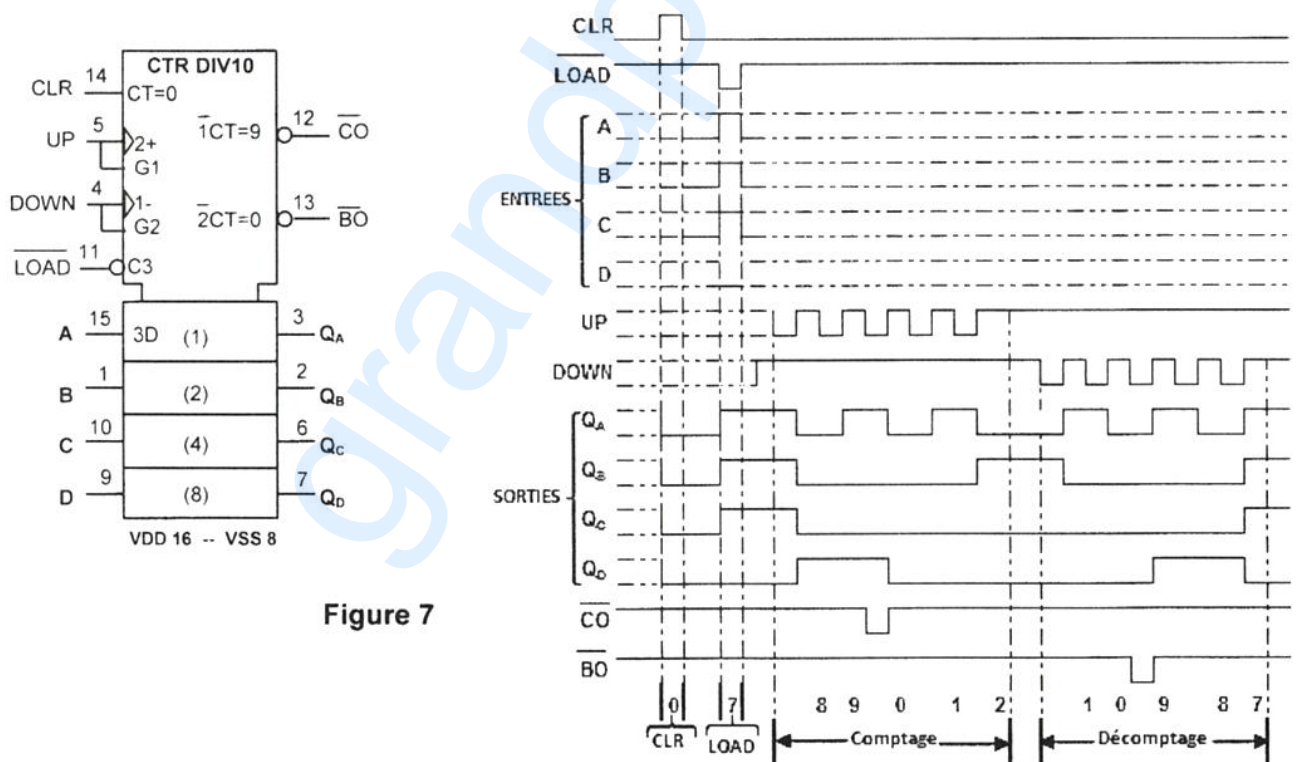 CTR DIV10
CLR 14 CT=0
1CT=9 12 CO
UP 5 2+
G1
DOWN 4 1-
G2
2CT=0 13 BO
LOAD 11 C3
A 15 3D (1) 3 QA
B 1 (2) 2 QB
C 10 (4) 6 QC
D 9 (8) 7 QD
VDD 16 -- VSS 8
Figure 7
CLR
LOAD
ENTREES
A
B
C
D
UP
DOWN
SORTIES
QA
QB
QC
QD
CO
BO
0 7 8 9 0 1 2 1 0 9 8 7
CLR LOAD Comptage Décomptage
grandp